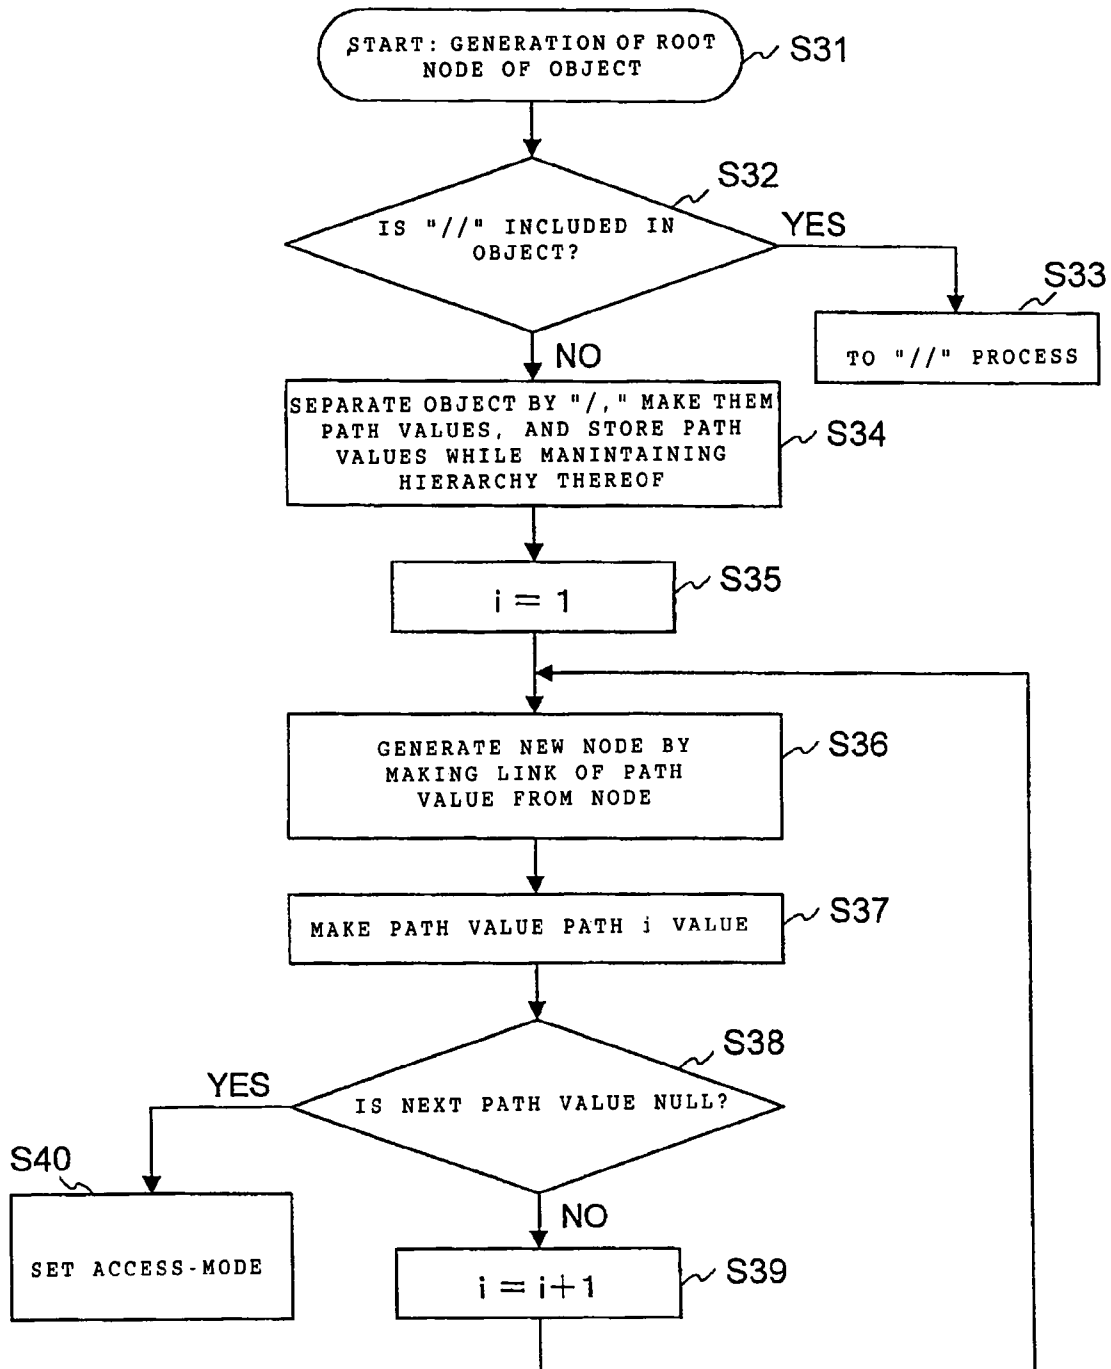 START: GENERATION OF ROOT
NODE OF OBJECT
S31
S32
IS "//" INCLUDED IN
OBJECT?
YES
S33
TO "//" PROCESS
NO
SEPARATE OBJECT BY "/," MAKE THEM
PATH VALUES, AND STORE PATH
VALUES WHILE MANINTAINING
HIERARCHY THEREOF
S34
i = 1
S35
GENERATE NEW NODE BY
MAKING LINK OF PATH
VALUE FROM NODE
S36
MAKE PATH VALUE PATH i VALUE
S37
S38
IS NEXT PATH VALUE NULL?
YES
S40
SET ACCESS-MODE
NO
i = i+1
S39